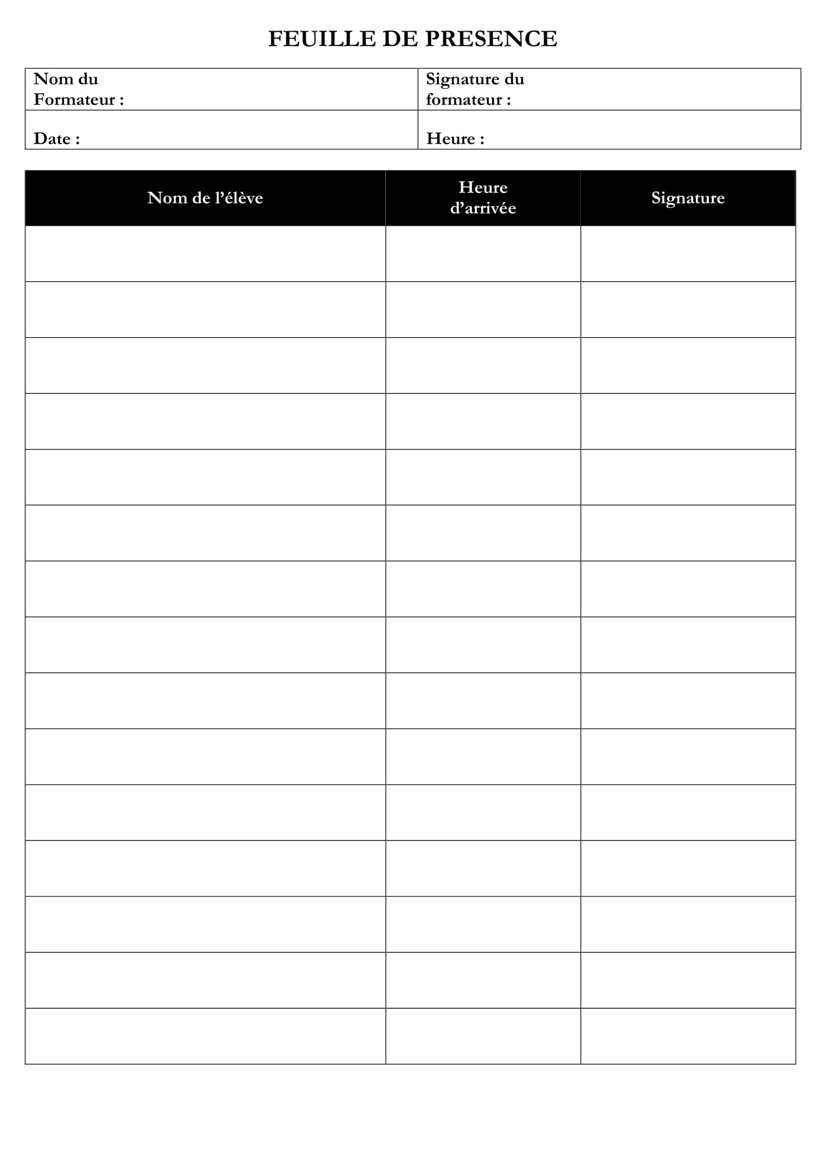 FEUILLE DE PRESENCE
Nom du
Formateur :
Signature du
formateur :
Date :
Heure :
Nom de l’élève
Heure
d’arrivée
Signature